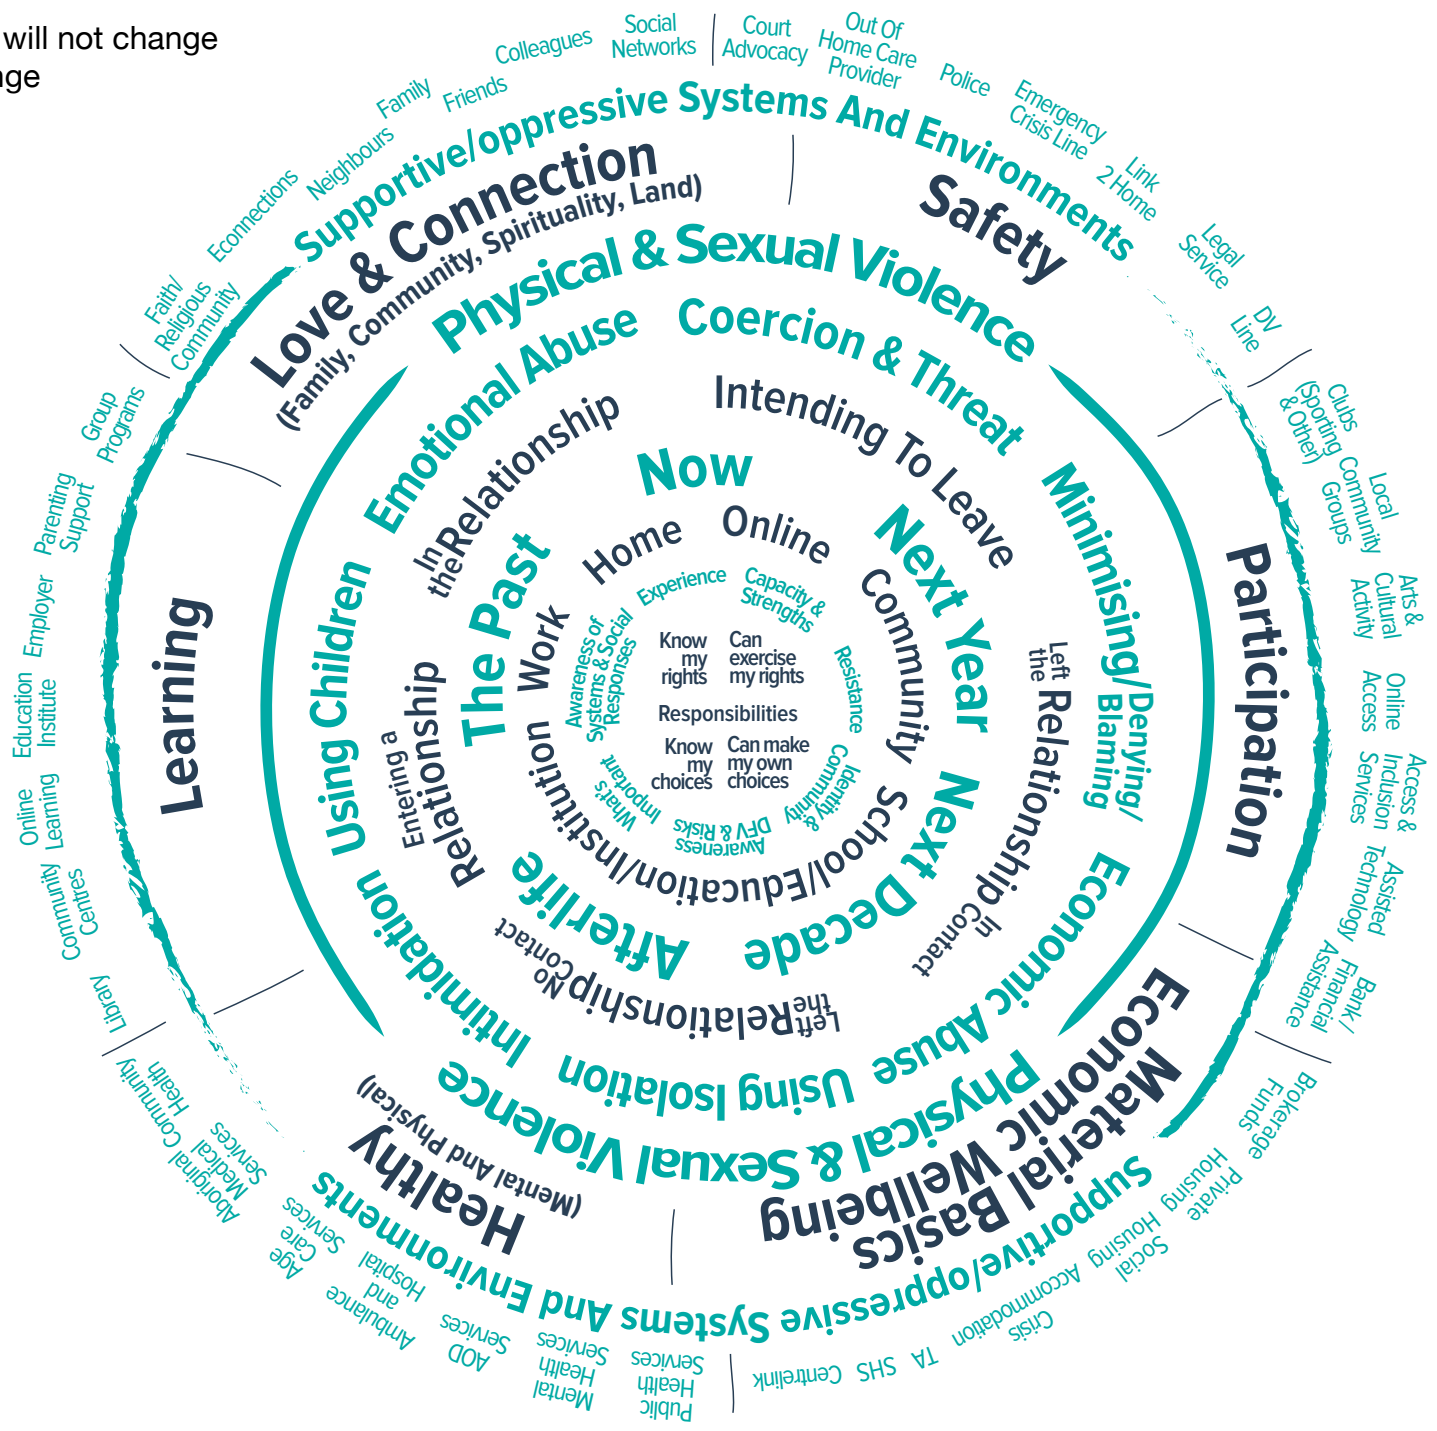 will not change
nge
Social
Networks
Colleagues
Friends
Family
Neighbours
Econnections
Faith/
Religious
Community
Court
Advocacy
Out Of
Home Care
Provider
Police
Emergency
Crisis Line
Link
2 Home
Legal
Service
DV
Line
Clubs
(Sporting
& Other)
Local
Community
Groups
Arts &
Cultural
Activity
Online
Access
Access &
Inclusion
Services
Assisted
Technology
Bank/
Financial
Assistance
Brokerage
Funds
Private
Housing
Social
Housing
Crisis
Accommodation
TA
SHS
Centrelink
Public
Health
Services
Mental
Health
Services
AOD
Services
Ambulance
and
Hospital
Age
Care
Services
Aboriginal
Medical
Services
Community
Health
Library
Community
Centres
Online
Learning
Education
Institute
Employer
Parenting
Support
Group
Programs
Supportive/oppressive Systems And Environments
Supportive/oppressive Systems And Environments
Love & Connection
(Family, Community, Spirituality, Land)
Safety
Participation
Material Basics
Economic Wellbeing
Healthy
(Mental And Physical)
Learning
Physical & Sexual Violence
Physical & Sexual Violence
Emotional Abuse
Coercion & Threat
Minimising/Denying/
Blaming
Economic Abuse
Using Isolation
Intimidation
Using Children
In
the Relationship
Intending To Leave
Left
the Relationship In
Contact
Left
the Relationship No
Contact
Entering a
Relationship
Now
Next Year
Next Decade
Afterlife
The Past
Home
Online
Community
School/Education/Institution
Work
Experience
Capacity &
Strengths
Resistance
Identity &
Community
Awareness
DFV & Risks
What's
Important
Awareness of
Systems & Social
Responses
Know
my
rights
Can
exercise
my rights
Responsibilities
Know
my
choices
Can make
my own
choices